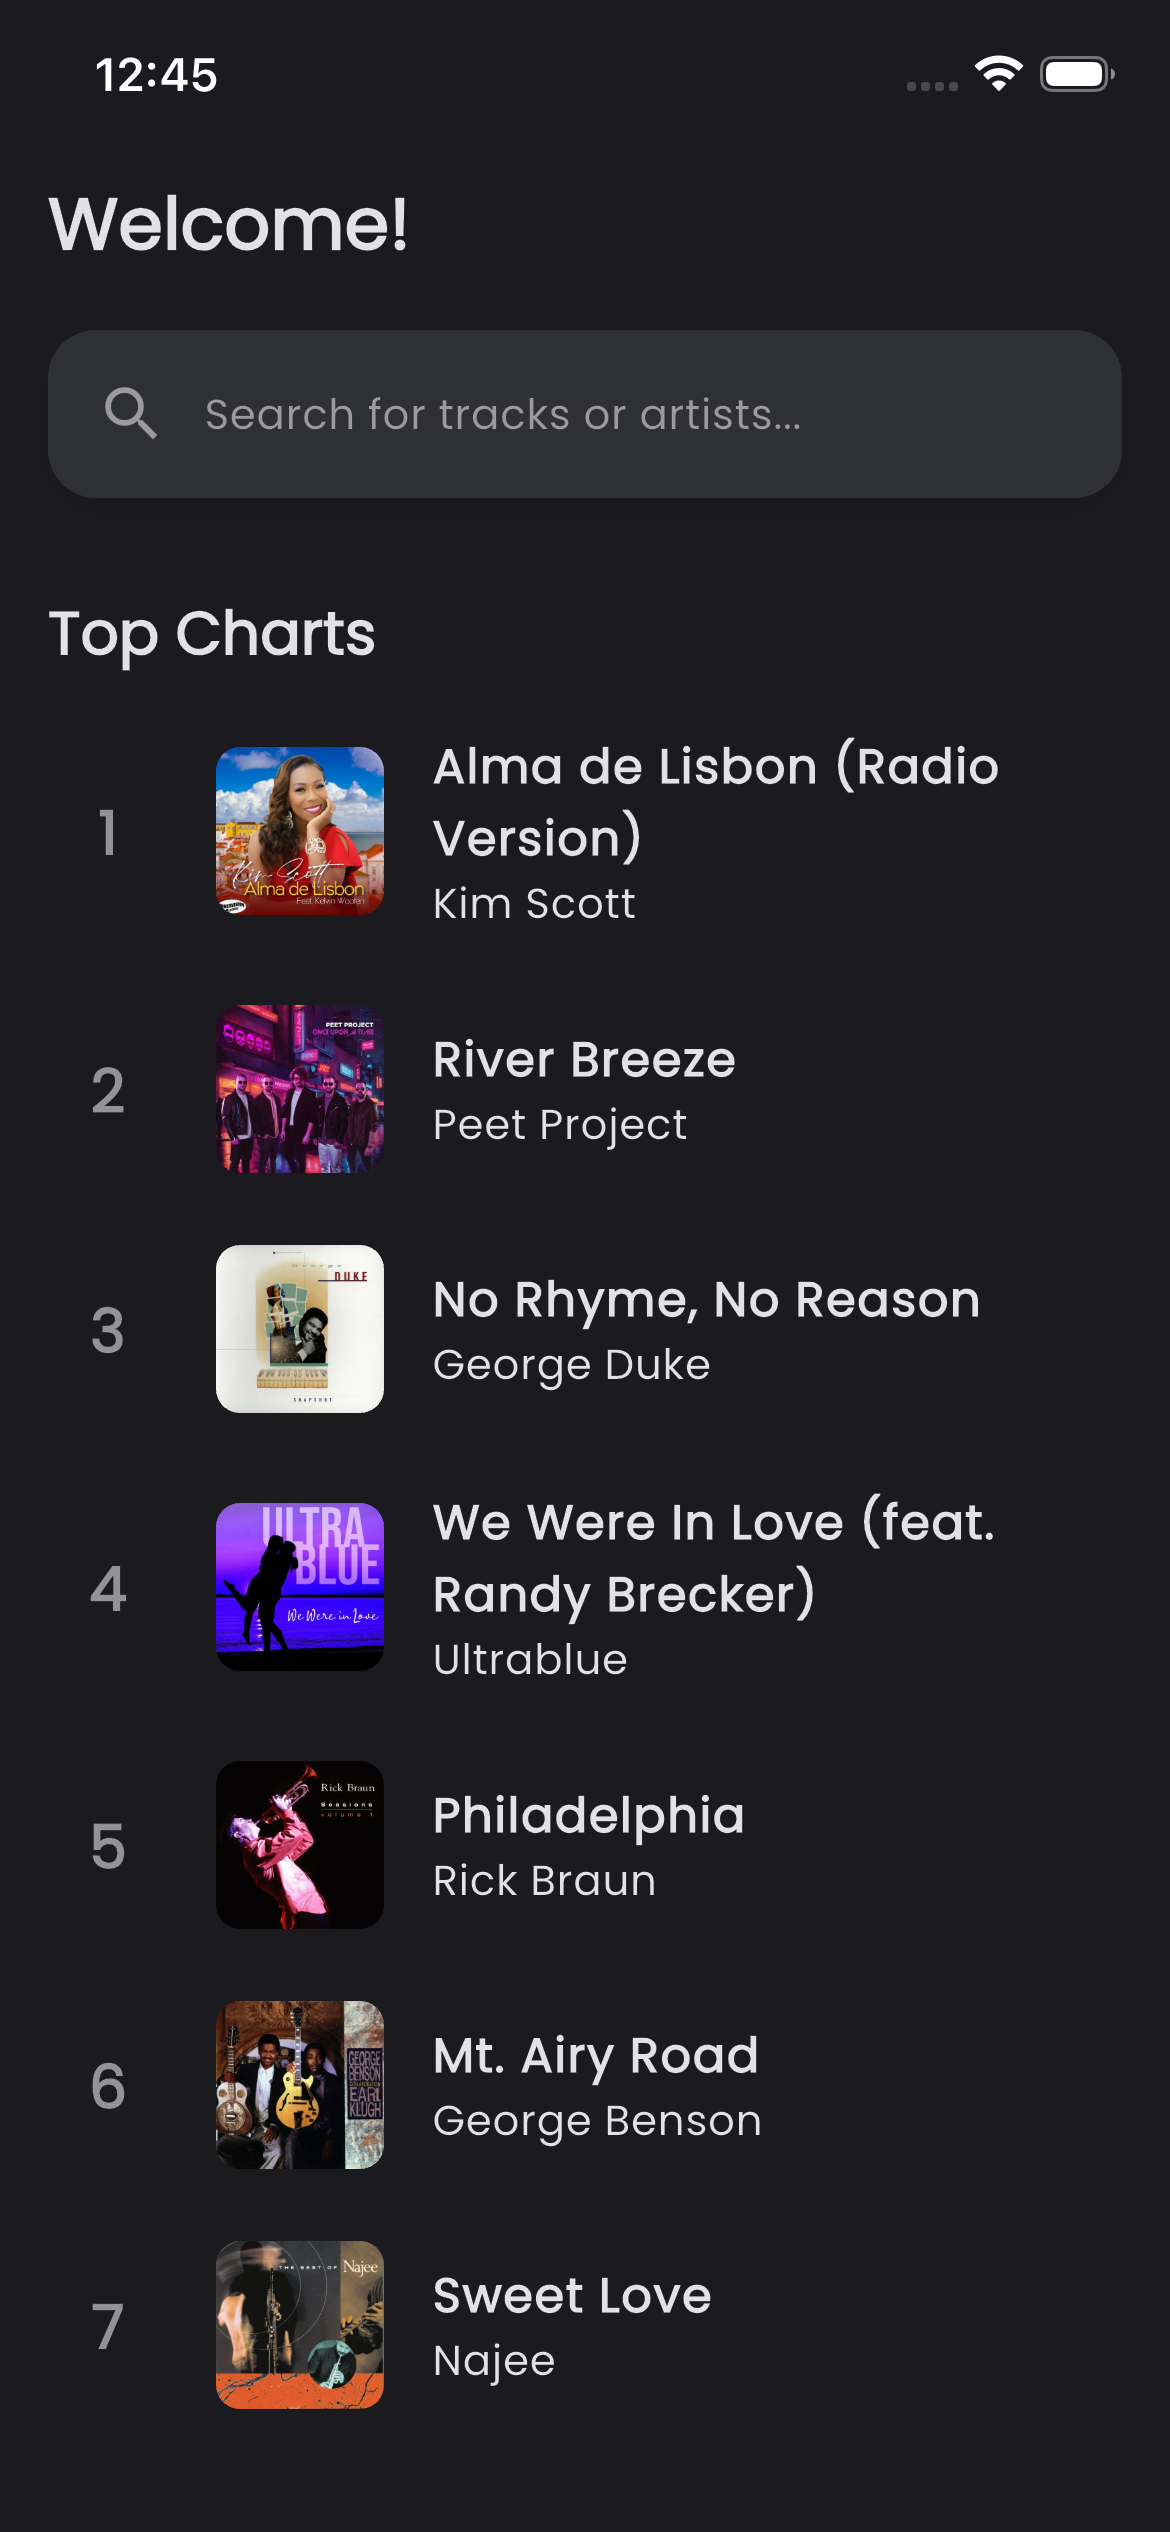 12:45
Welcome!
Search for tracks or artists...
Top Charts
1
Kim Scott
Alma de Lisbon
Feat. Kelvin Wooten
Alma de Lisbon (Radio
Version)
Kim Scott
2
PEET PROJECT
ONCE UPON A TIME
River Breeze
Peet Project
3
George
DUKE
SNAPSHOT
No Rhyme, No Reason
George Duke
4
ULTRA
BLUE
We Were in Love
We Were In Love (feat.
Randy Brecker)
Ultrablue
5
Rick Braun
Sessions
volume 1
Philadelphia
Rick Braun
6
GEORGE
BENSON
COLLABORATION
EARL
KLUGH
Mt. Airy Road
George Benson
7
THE BEST OF Najee
Sweet Love
Najee